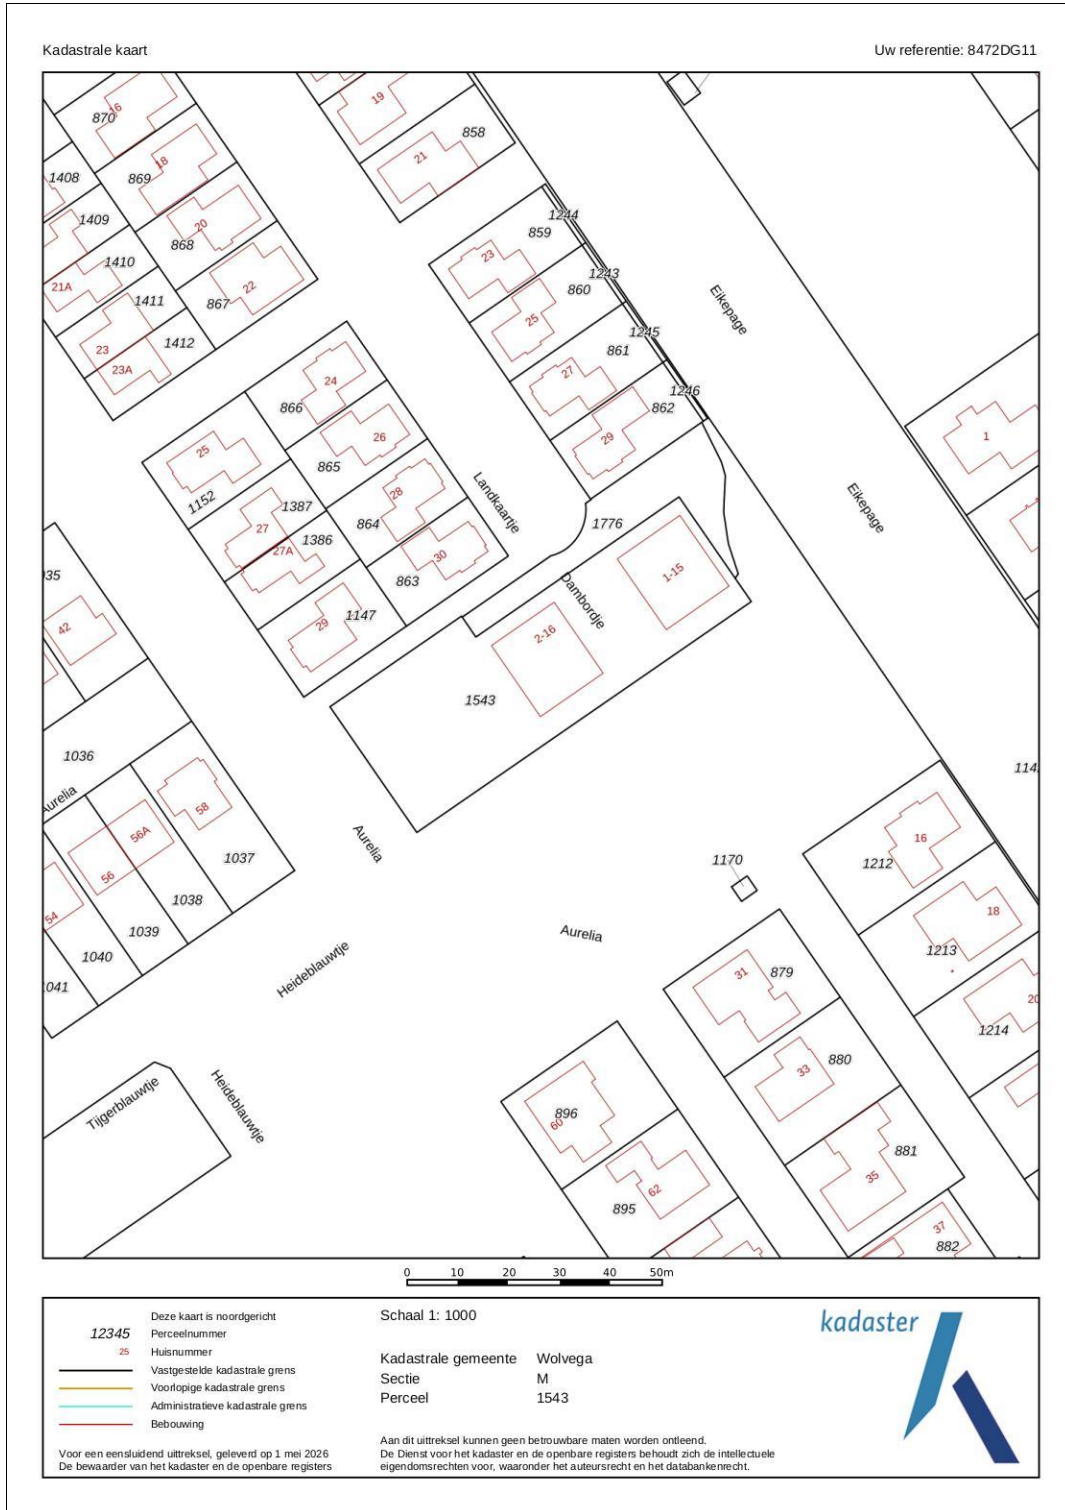 Kadastrale kaart
Uw referentie: 8472DG11
16
870
19
858
21
18
869
1408
1409
20
868
1244
859
23
1410
21A
22
867
1243
860
25
Eikepage
1411
23
1412
23A
1245
861
27
24
866
1246
862
29
26
865
1
25
1152
28
864
Landkaartje
Eikepage
1387
27
1386
27A
1776
30
863
1-15
Dambordje
035
42
29
1147
2-16
1543
1036
114
Aurelia
58
56A
56
1037
Aurelia
16
1212
1170
1038
18
54
1039
Aurelia
1213
1040
31
879
Heideblauwtje
20
041
1214
33
880
Tijgerblauwtje
Heideblauwtje
896
60
881
35
62
895
37
882
0 10 20 30 40 50m
Deze kaart is noordgericht
12345 Perceelnummer
25 Huisnummer
Vastgestelde kadastrale grens
Voorlopige kadastrale grens
Administratieve kadastrale grens
Bebouwing
Voor een eensluidend uittreksel, geleverd op 1 mei 2026
De bewaarder van het kadaster en de openbare registers
Schaal 1: 1000
Kadastrale gemeente Wolvega
Sectie M
Perceel 1543
Aan dit uittreksel kunnen geen betrouwbare maten worden ontleend.
De Dienst voor het kadaster en de openbare registers behoudt zich de intellectuele
eigendomsrechten voor, waaronder het auteursrecht en het databankenrecht.
kadaster